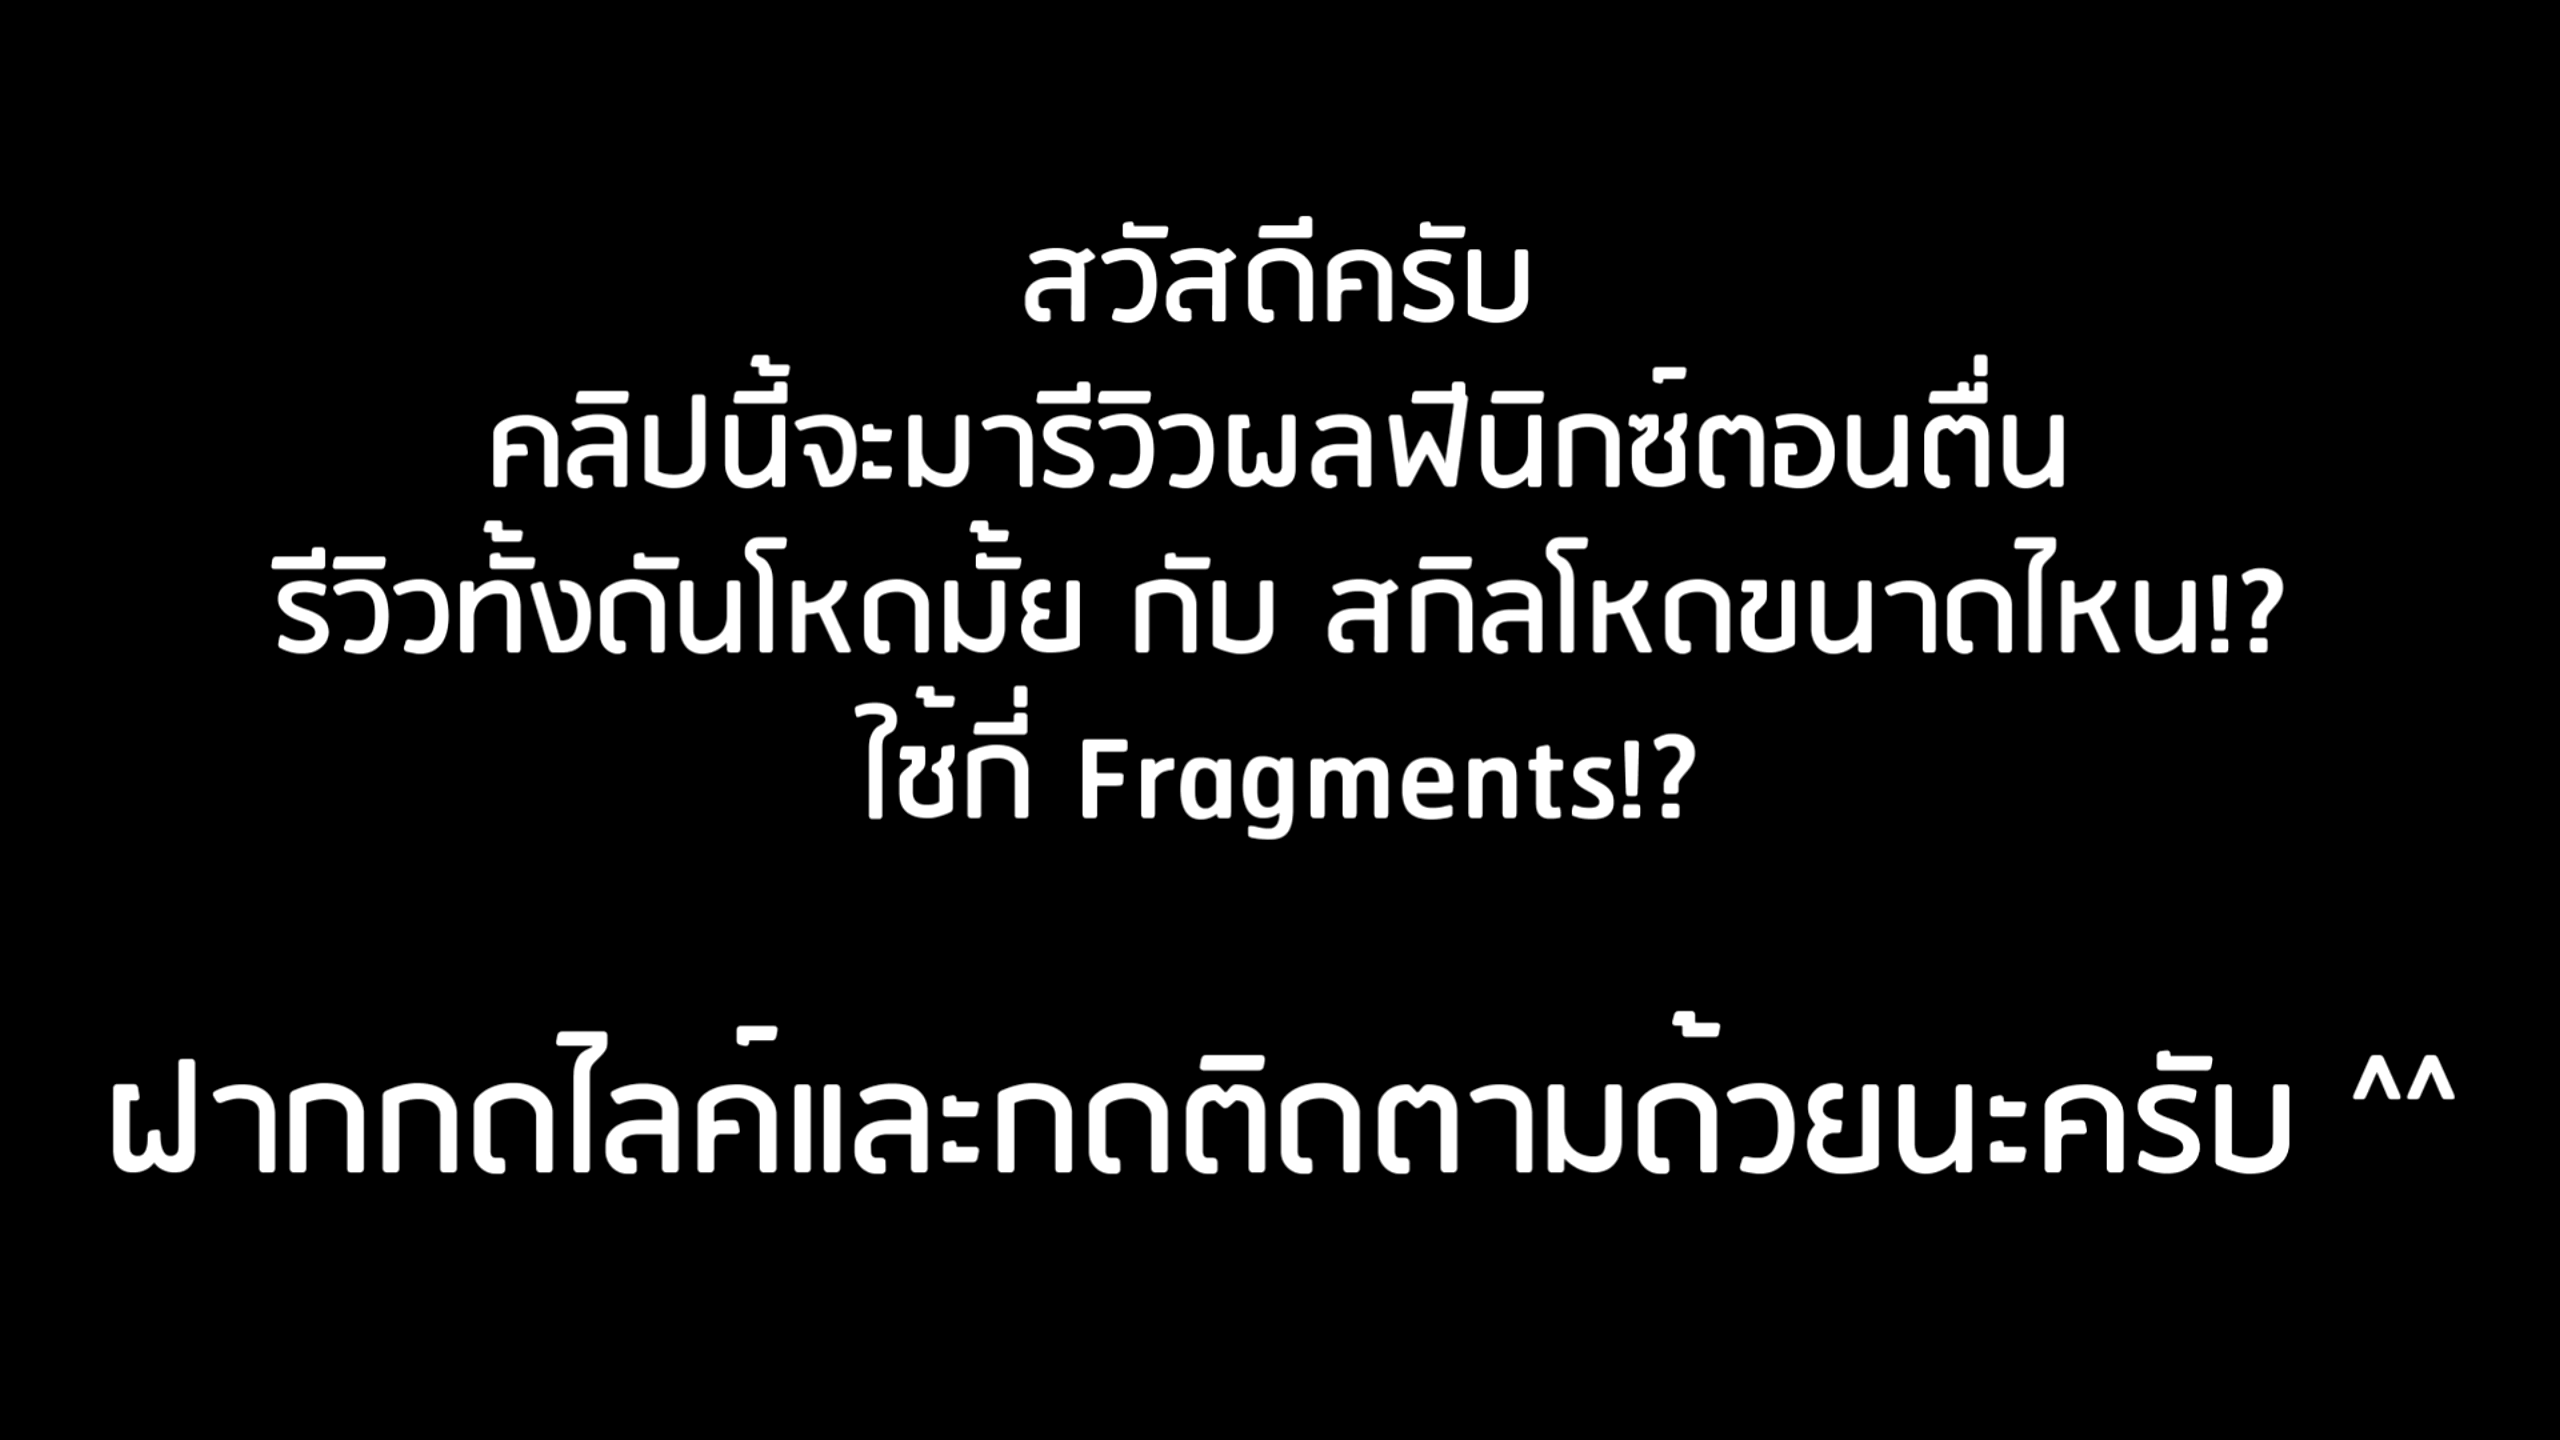 สวัสดีครับ
คลิปนี้จะมารีวิวผลฟีนิกซ์ตอนตื่น
รีวิวทั้งดันโหดมั้ย กับ สกิลโหดขนาดไหน!?
ใช้กี่ Fragments!?
ฝากกดไลค์และกดติดตามด้วยนะครับ ^^